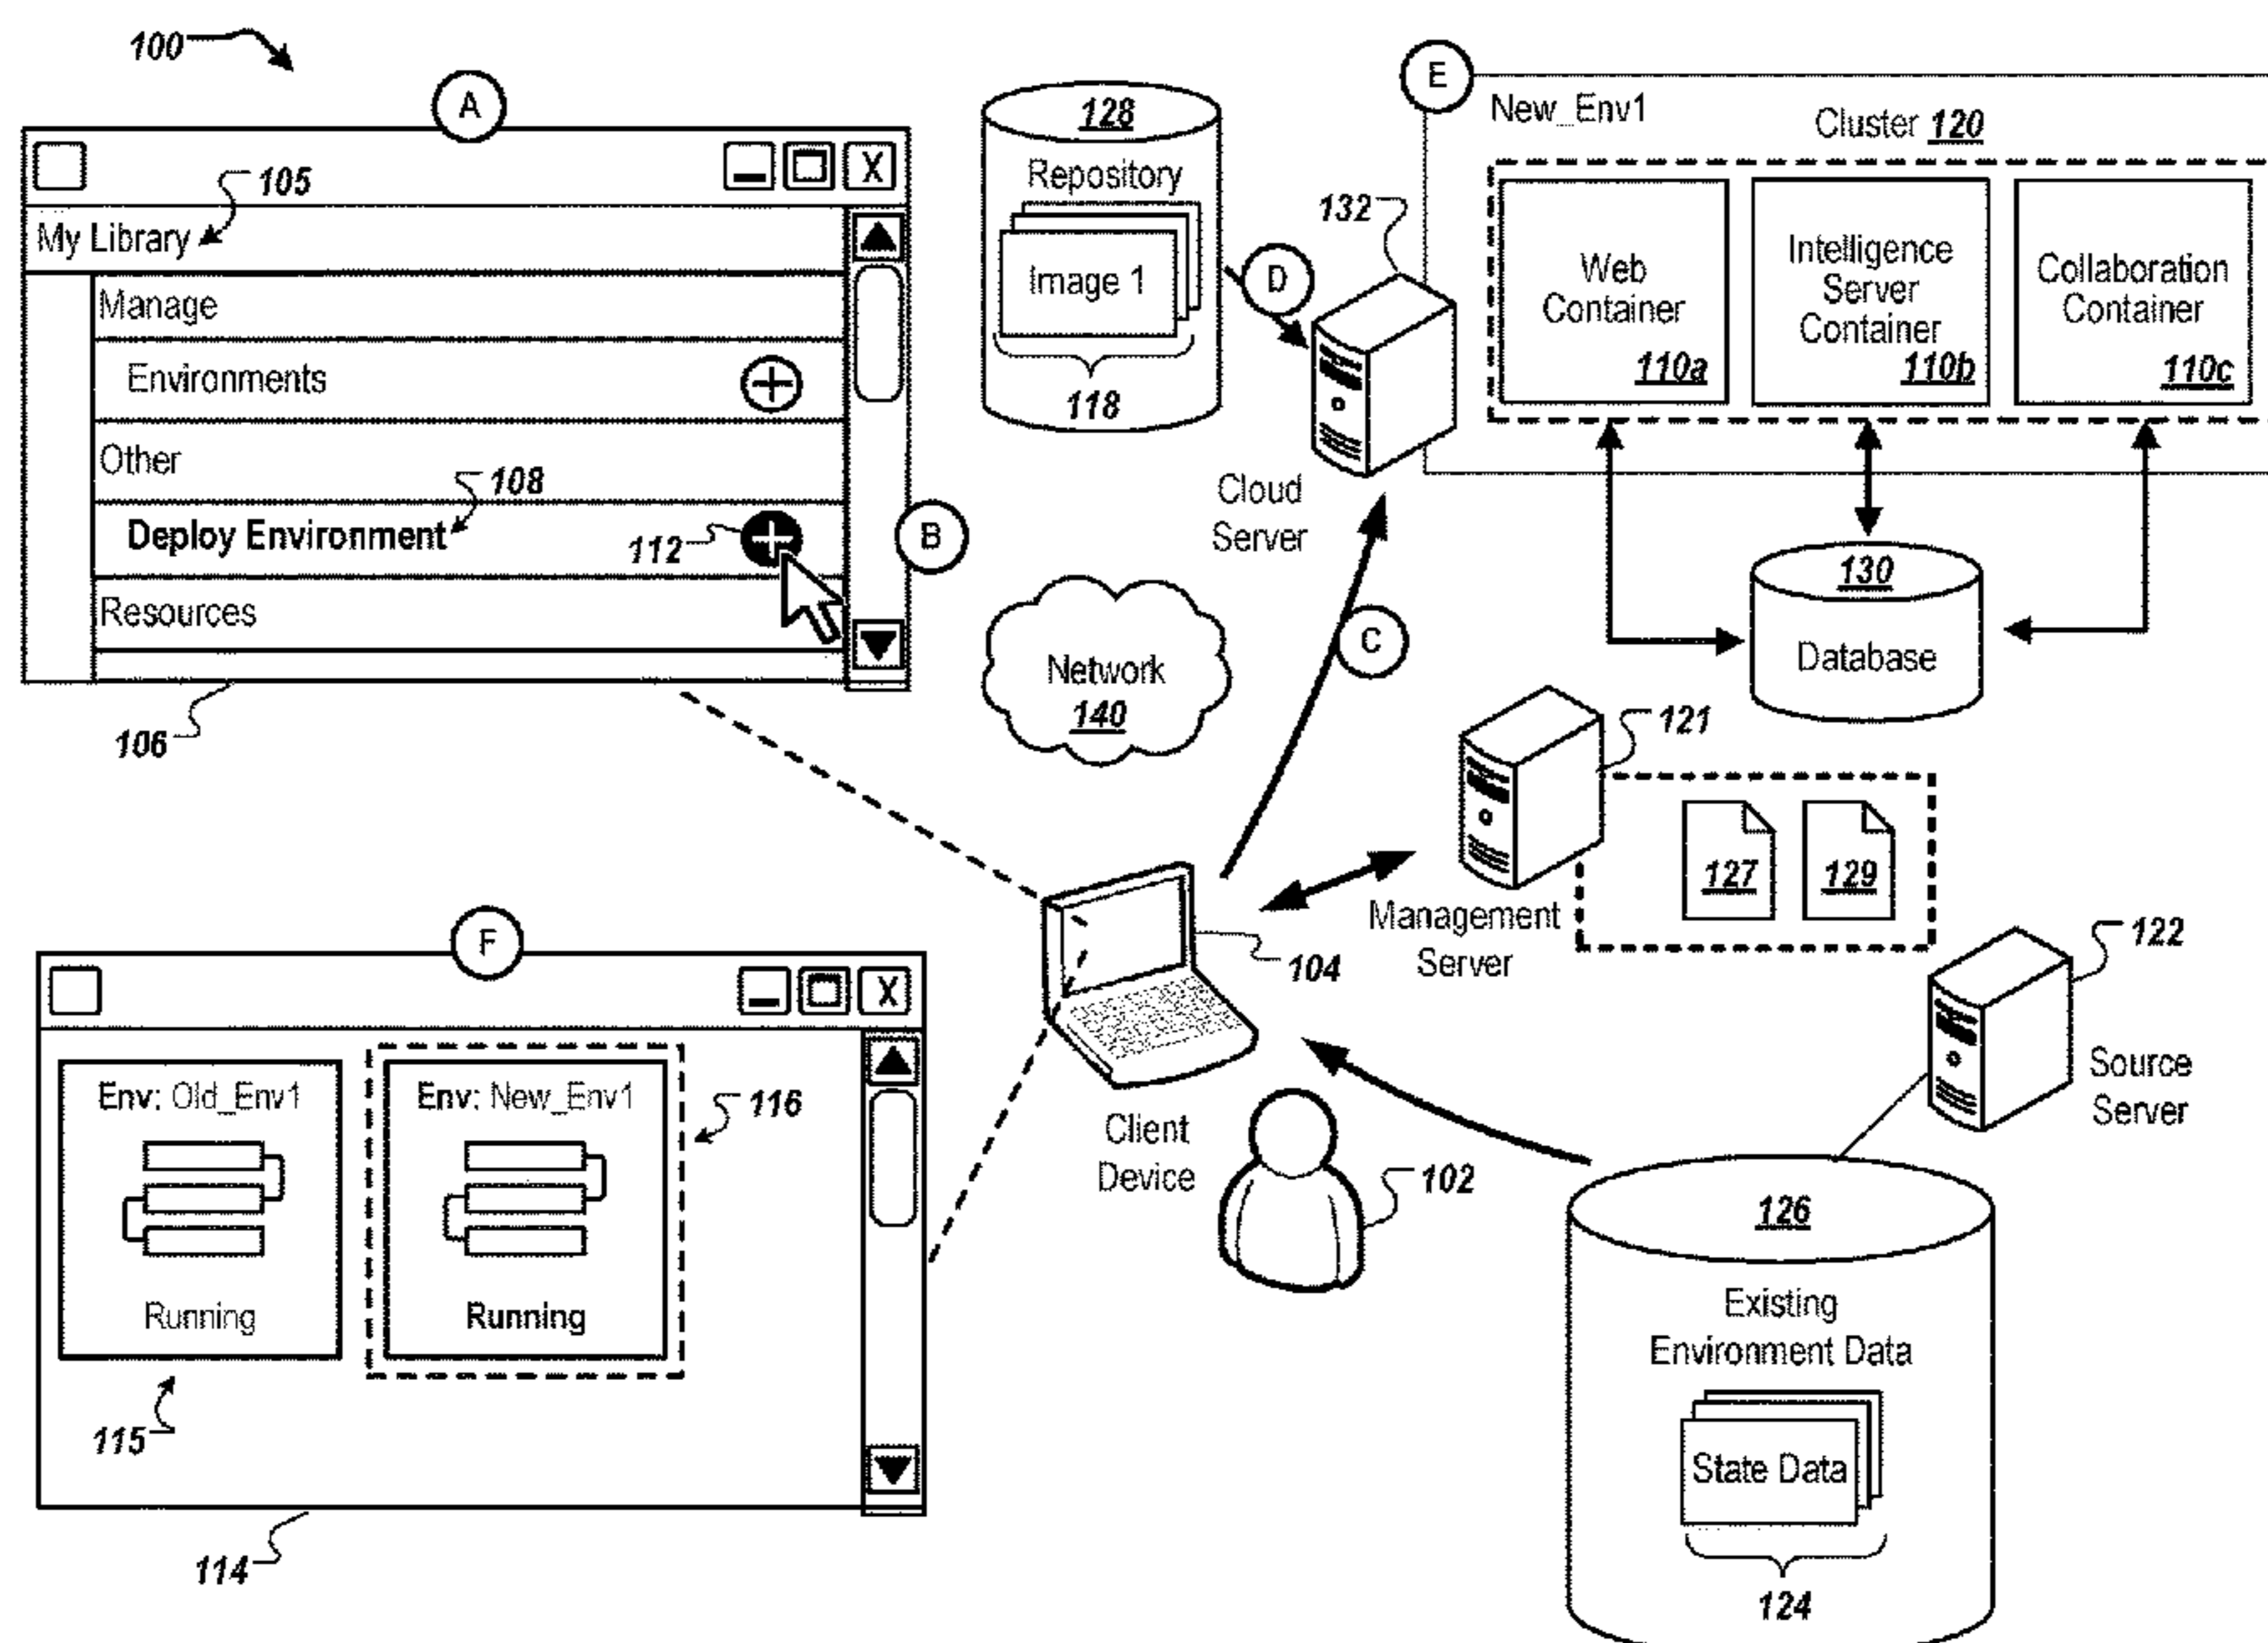 100
A
105
My Library
Manage
Environments
Other
108
Deploy Environment
112
B
Resources
106
128
Repository
Image 1
118
D
132
Cloud
Server
E
New_Env1
Cluster 120
Web
Container
110a
Intelligence
Server
Container
110b
Collaboration
Container
110c
130
Database
C
Network
140
121
127
129
Management
Server
104
Client
Device
102
122
Source
Server
126
Existing
Environment Data
State Data
124
F
X
X
Env: Old_Env1
Running
115
Env: New_Env1
Running
116
114